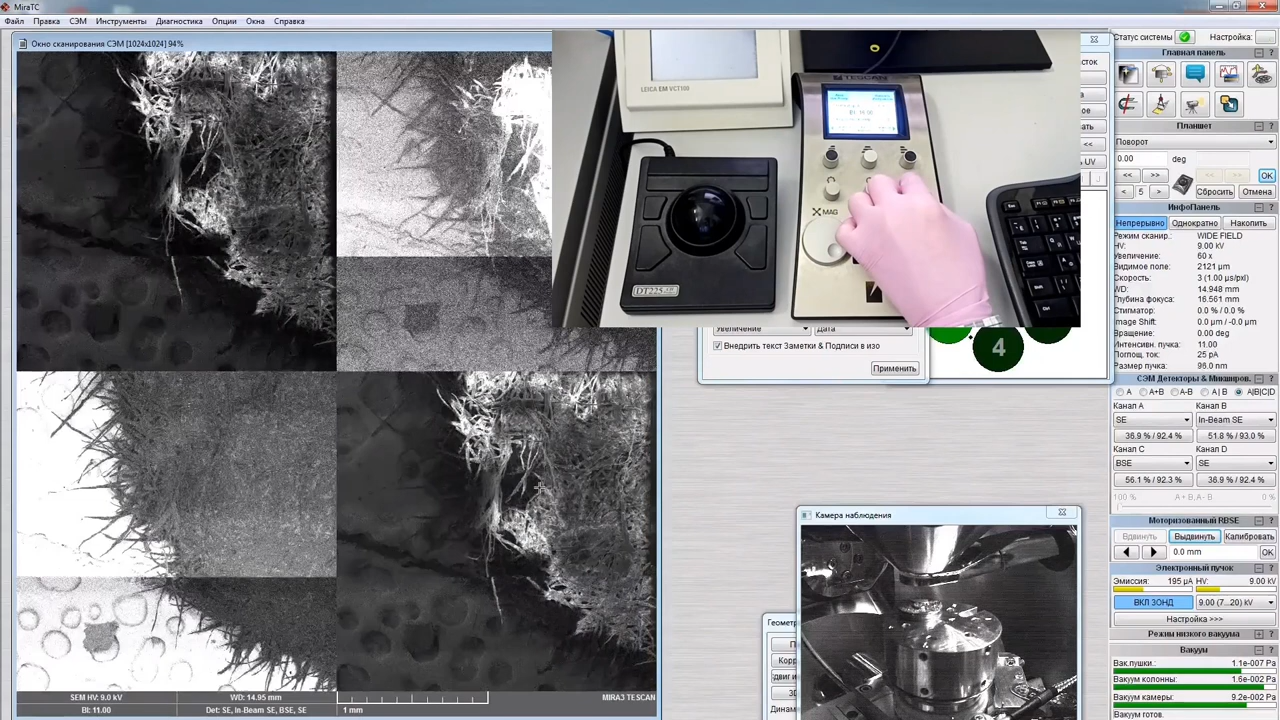 MiraTC
Файл Правка СЭМ Инструменты Диагностика Опции Окна Справка
Окно сканирования СЭМ [1024x1024] 94%
SEM HV: 9.0 kV WD: 14.95 mm MIRA3 TESCAN
BI: 11.00 Det: SE, In-Beam SE, BSE, SE 1 mm
LEICA EM VCT100
TESCAN
MAG
DT225
UV
<<
Увеличение Дата
Внедрить текст Заметки & Подписи в изо
Применить
4
Камера наблюдения
Статус системы Настройка:
Главная панель
Планшет
Поворот
0.00 deg
<< >> << >> OK
< 5 > Сбросить Отмена
ИнфоПанель
Непрерывно Однократно Накопить
Режим сканир.: WIDE FIELD
HV: 9.00 kV
Увеличение: 60 x
Видимое поле: 2121 µm
Скорость: 3 (1.00 µs/pxl)
WD: 14.948 mm
Глубина фокуса: 16.561 mm
Стигматор: 0.0 % / 0.0 %
Image Shift: 0.0 µm / -0.0 µm
Вращение: 0.00 deg
Интенсивн. пучка: 11.00
Поглощ. ток: 25 pA
Размер пучка: 96.0 nm
СЭМ Детекторы & Микширов.
A A+B A-B A | B A|B|C|D
Канал A Канал B
SE In-Beam SE
36.9 % / 92.4 % 51.8 % / 93.0 %
Канал C Канал D
BSE SE
56.1 % / 92.3 % 36.9 % / 92.4 %
100 % A+B, A-B 0 %
Моторизованный RBSE
Вдвинуть Выдвинуть Калибровать
0.0 mm OK
Электронный пучок
Эмиссия: 195 µA HV: 9.00 kV
ВКЛ ЗОНД 9.00 (7...20) kV
Настройка >>>
Режим низкого вакуума
Вакуум
Вак.пушки.: 1.1e-007 Pa
Вакуум колонны: 1.6e-002 Pa
Вакуум камеры: 9.2e-002 Pa
Вакуум готов.